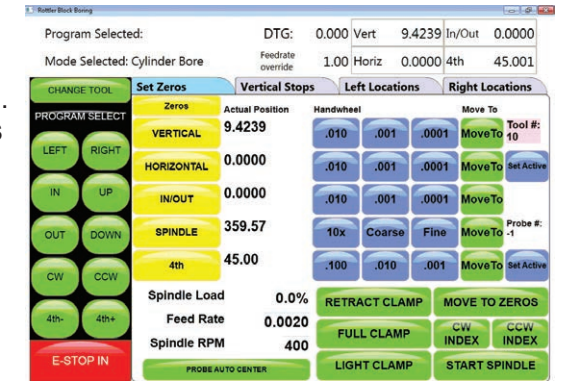 Rottler Block Boring
Program Selected: DTG: 0.000 Vert 9.4239 In/Out 0.0000
Mode Selected: Cylinder Bore Feedrate override 1.00 Horiz 0.0000 4th 45.001
CHANGE TOOL Set Zeros Vertical Stops Left Locations Right Locations
PROGRAM SELECT Zeros Actual Position Handwheel Move To
VERTICAL 9.4239 .010 .001 .0001 MoveTo Tool #: 10
LEFT RIGHT
HORIZONTAL 0.0000 .010 .001 .0001 MoveTo Set Active
IN UP IN/OUT 0.0000 .010 .001 .0001 MoveTo
OUT DOWN SPINDLE 359.57 10x Coarse Fine MoveTo Probe #: -1
CW CCW 4th 45.00 .100 .010 .001 MoveTo Set Active
Spindle Load 0.0% RETRACT CLAMP MOVE TO ZEROS
4th- 4th+ Feed Rate 0.0020 FULL CLAMP CW INDEX CCW INDEX
Spindle RPM 400
E-STOP IN PROBE AUTO CENTER LIGHT CLAMP START SPINDLE